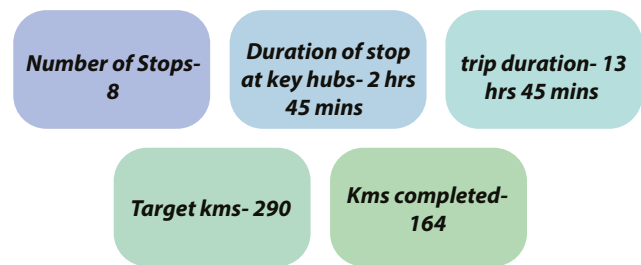 Number of Stops-
8
Duration of stop
at key hubs- 2 hrs
45 mins
trip duration- 13
hrs 45 mins
Target kms- 290
Kms completed-
164